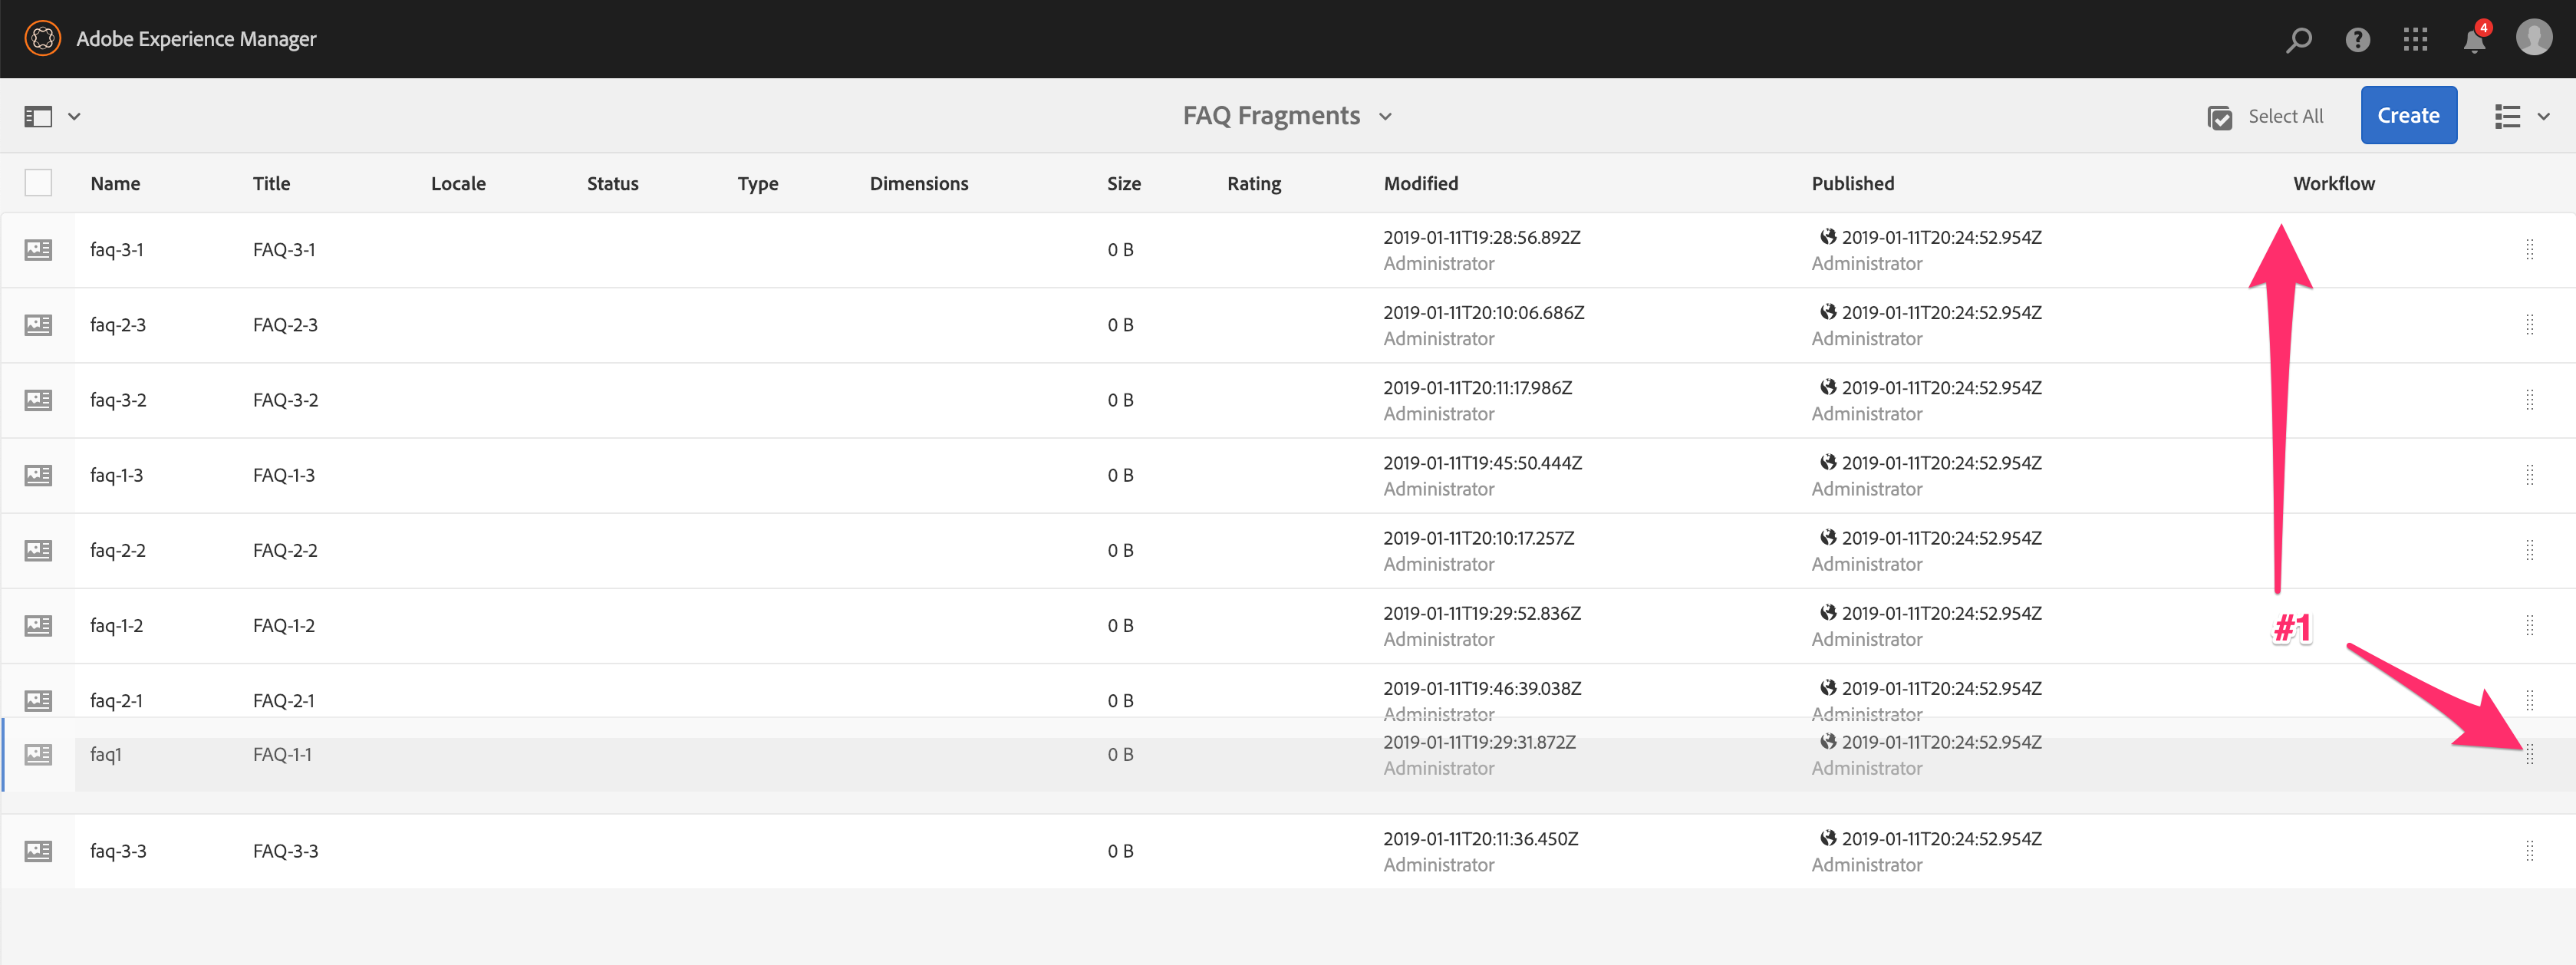 Adobe Experience Manager
4
FAQ Fragments
Select All
Create
Name Title Locale Status Type Dimensions Size Rating Modified Published Workflow
faq-3-1 FAQ-3-1 0 B 2019-01-11T19:28:56.892Z 2019-01-11T20:24:52.954Z
Administrator Administrator
faq-2-3 FAQ-2-3 0 B 2019-01-11T20:10:06.686Z 2019-01-11T20:24:52.954Z
Administrator Administrator
faq-3-2 FAQ-3-2 0 B 2019-01-11T20:11:17.986Z 2019-01-11T20:24:52.954Z
Administrator Administrator
faq-1-3 FAQ-1-3 0 B 2019-01-11T19:45:50.444Z 2019-01-11T20:24:52.954Z
Administrator Administrator
faq-2-2 FAQ-2-2 0 B 2019-01-11T20:10:17.257Z 2019-01-11T20:24:52.954Z
Administrator Administrator
faq-1-2 FAQ-1-2 0 B 2019-01-11T19:29:52.836Z 2019-01-11T20:24:52.954Z
Administrator Administrator
#1
faq-2-1 FAQ-2-1 0 B 2019-01-11T19:46:39.038Z 2019-01-11T20:24:52.954Z
Administrator Administrator
faq1 FAQ-1-1 0 B 2019-01-11T19:29:31.872Z 2019-01-11T20:24:52.954Z
Administrator Administrator
faq-3-3 FAQ-3-3 0 B 2019-01-11T20:11:36.450Z 2019-01-11T20:24:52.954Z
Administrator Administrator